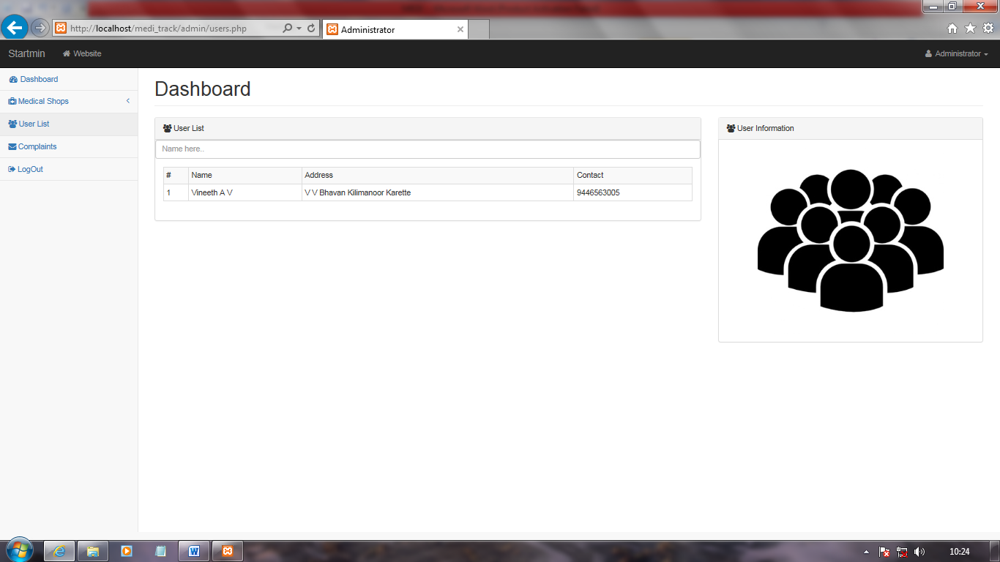 http://localhost/medi_track/admin/users.php
Administrator
Startmin
Website
Administrator
Dashboard
Medical Shops
User List
Complaints
LogOut
Dashboard
User List
Name here..
# Name Address Contact
1 Vineeth A V V V Bhavan Kilimanoor Karette 9446563005
User Information
10:24